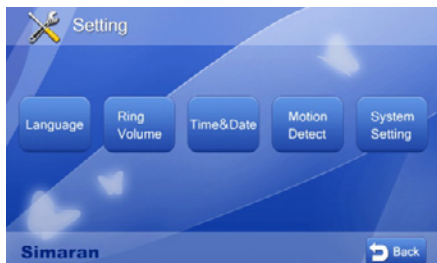 Setting
Language
Ring
Volume
Time&Date
Motion
Detect
System
Setting
Simaran
Back